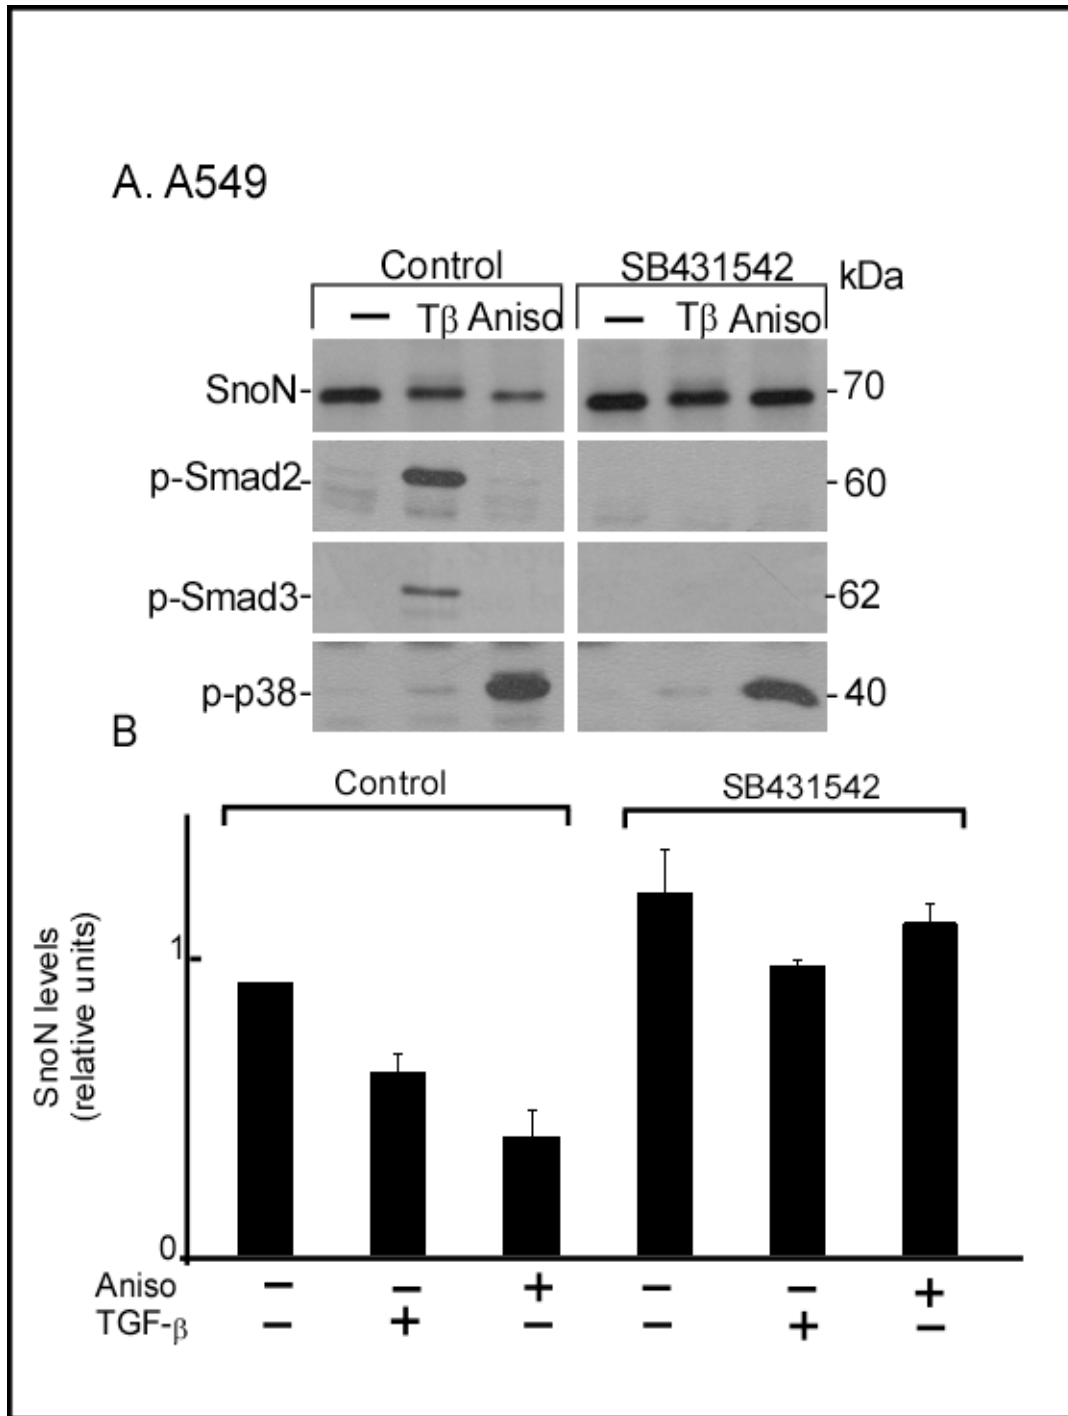 A. A549
Control SB431542 kDa
– Tβ Aniso – Tβ Aniso
SnoN- -70
p-Smad2- -60
p-Smad3- -62
p-p38- -40
B
Control SB431542
SnoN levels
(relative units)
1
0
Aniso – – + – – +
TGF-β – + – – + –